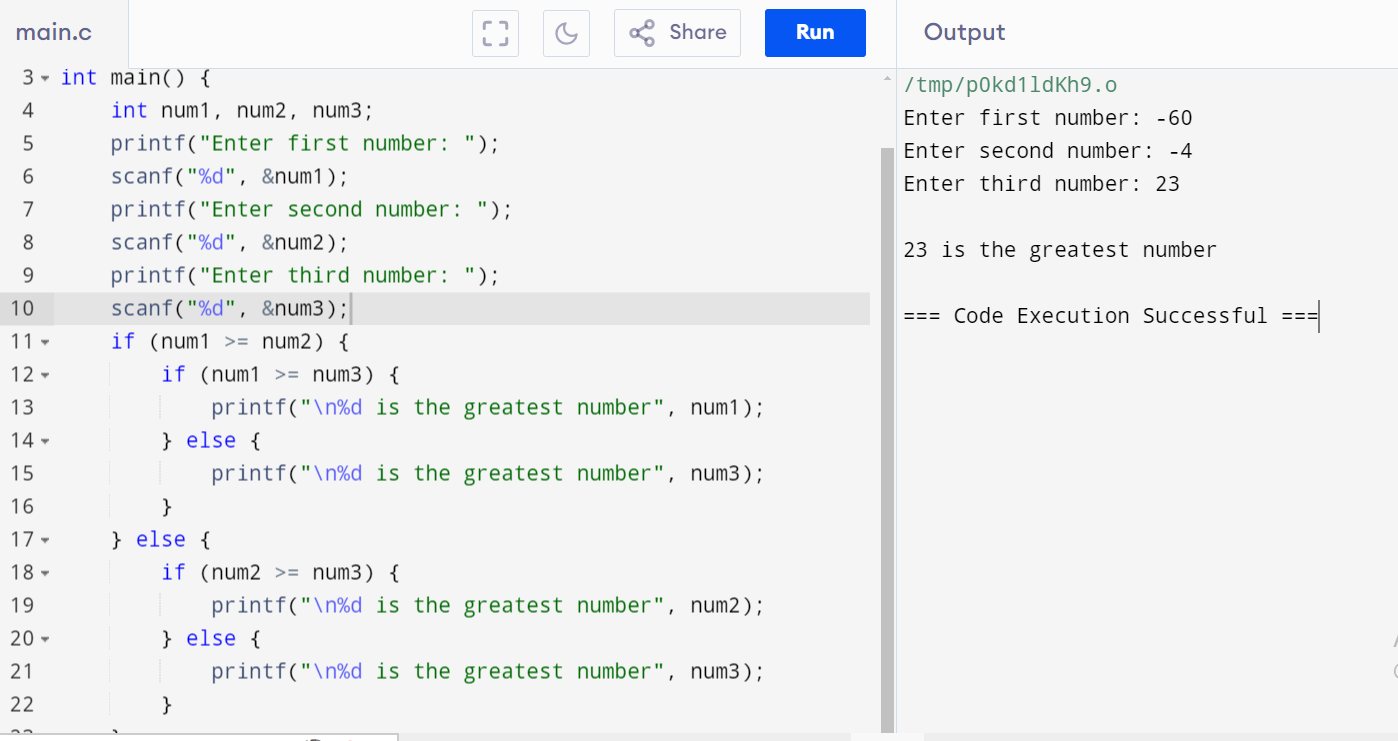 main.c
Share
Run
Output
3 int main() {
4     int num1, num2, num3;
5     printf("Enter first number: ");
6     scanf("%d", &num1);
7     printf("Enter second number: ");
8     scanf("%d", &num2);
9     printf("Enter third number: ");
10     scanf("%d", &num3);
11     if (num1 >= num2) {
12         if (num1 >= num3) {
13             printf("\n%d is the greatest number", num1);
14         } else {
15             printf("\n%d is the greatest number", num3);
16         }
17     } else {
18         if (num2 >= num3) {
19             printf("\n%d is the greatest number", num2);
20         } else {
21             printf("\n%d is the greatest number", num3);
22         }
/tmp/pOkd1ldKh9.o
Enter first number: -60
Enter second number: -4
Enter third number: 23
23 is the greatest number
=== Code Execution Successful ===